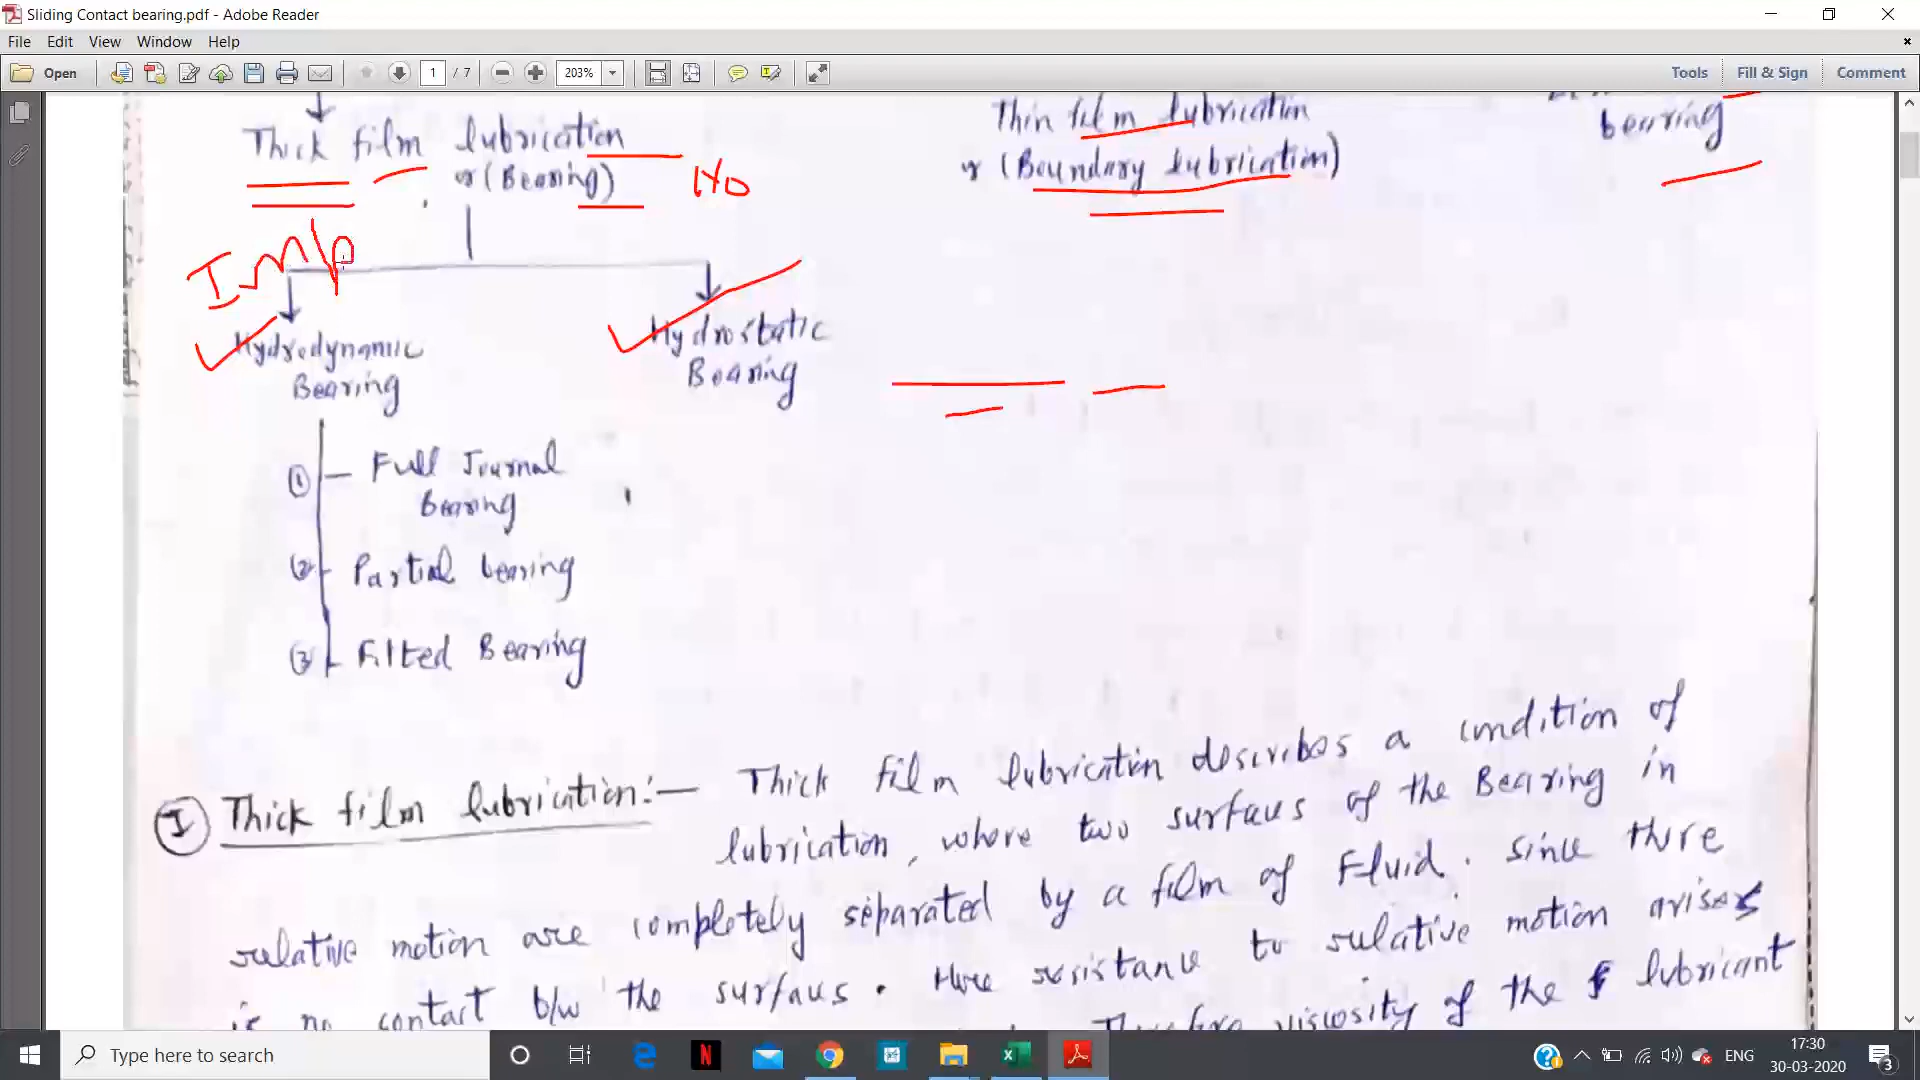 Sliding Contact bearing.pdf - Adobe Reader
File Edit View Window Help
Open 1 / 7 203% Tools Fill & Sign Comment
Thick film lubrication
or (Bearing)
Thin film lubrication
or (Boundary lubrication)
bearing
Imp
Hydrodynamic
Bearing
Hydrostatic
Bearing
① Full Journal
Bearing
② Partial bearing
③ Fitted Bearing
Ⓘ Thick film lubrication:— Thick film lubrication describes a condition of
lubrication, where two surfaces of the Bearing in
relative motion are completely separated by a film of Fluid. since there
is no contact b/w the surfaces. Here resistance to relative motion arises
viscosity of the lubricant
Type here to search
ENG
17:30
30-03-2020
3